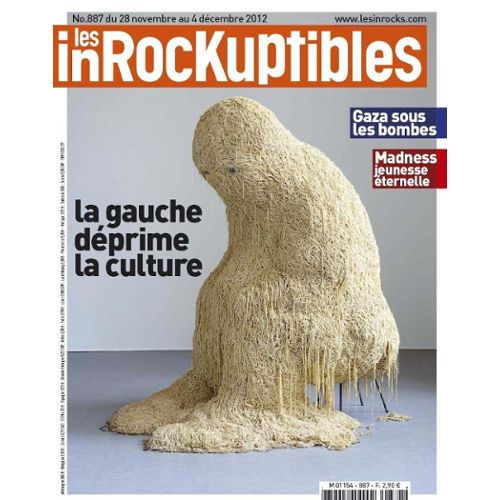 No.887 du 28 novembre au 4 décembre 2012
www.lesinrocks.com
les
inRocKuptibles
Gaza sous
les bombes
Madness
jeunesse
éternelle
la gauche
déprime
la culture
M 01154 - 887 - F: 2,90 €